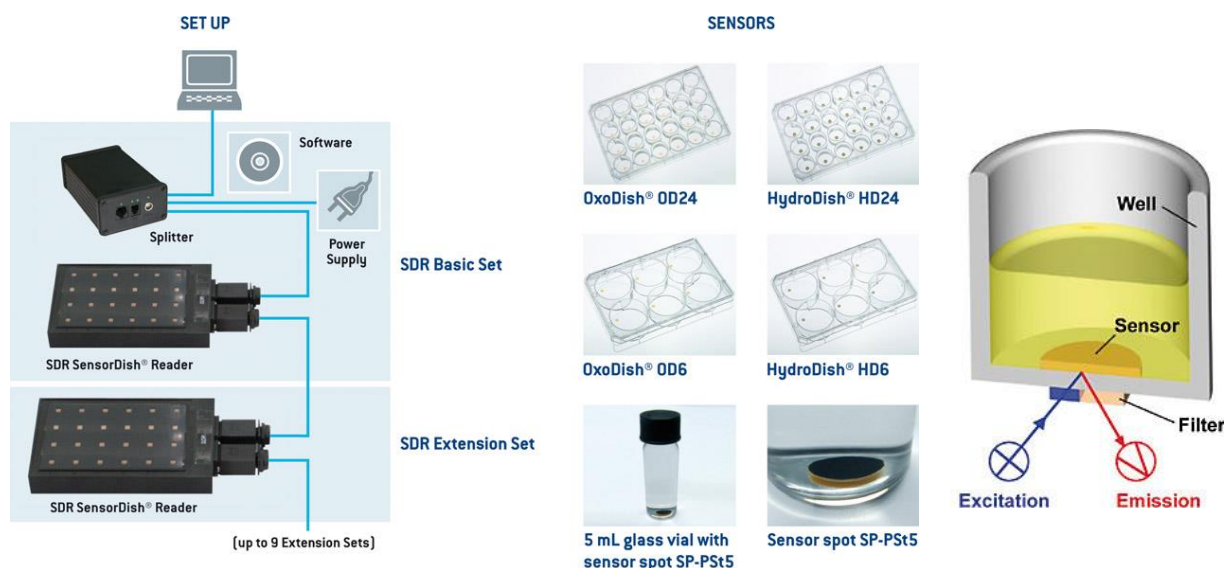 SET UP
Software
Splitter
Power
Supply
SDR Basic Set
SDR SensorDish® Reader
SDR Extension Set
SDR SensorDish® Reader
(up to 9 Extension Sets)
SENSORS
OxoDish® OD24
HydroDish® HD24
OxoDish® OD6
HydroDish® HD6
5 mL glass vial with
sensor spot SP-PSt5
Sensor spot SP-PSt5
Well
Sensor
Filter
Excitation
Emission